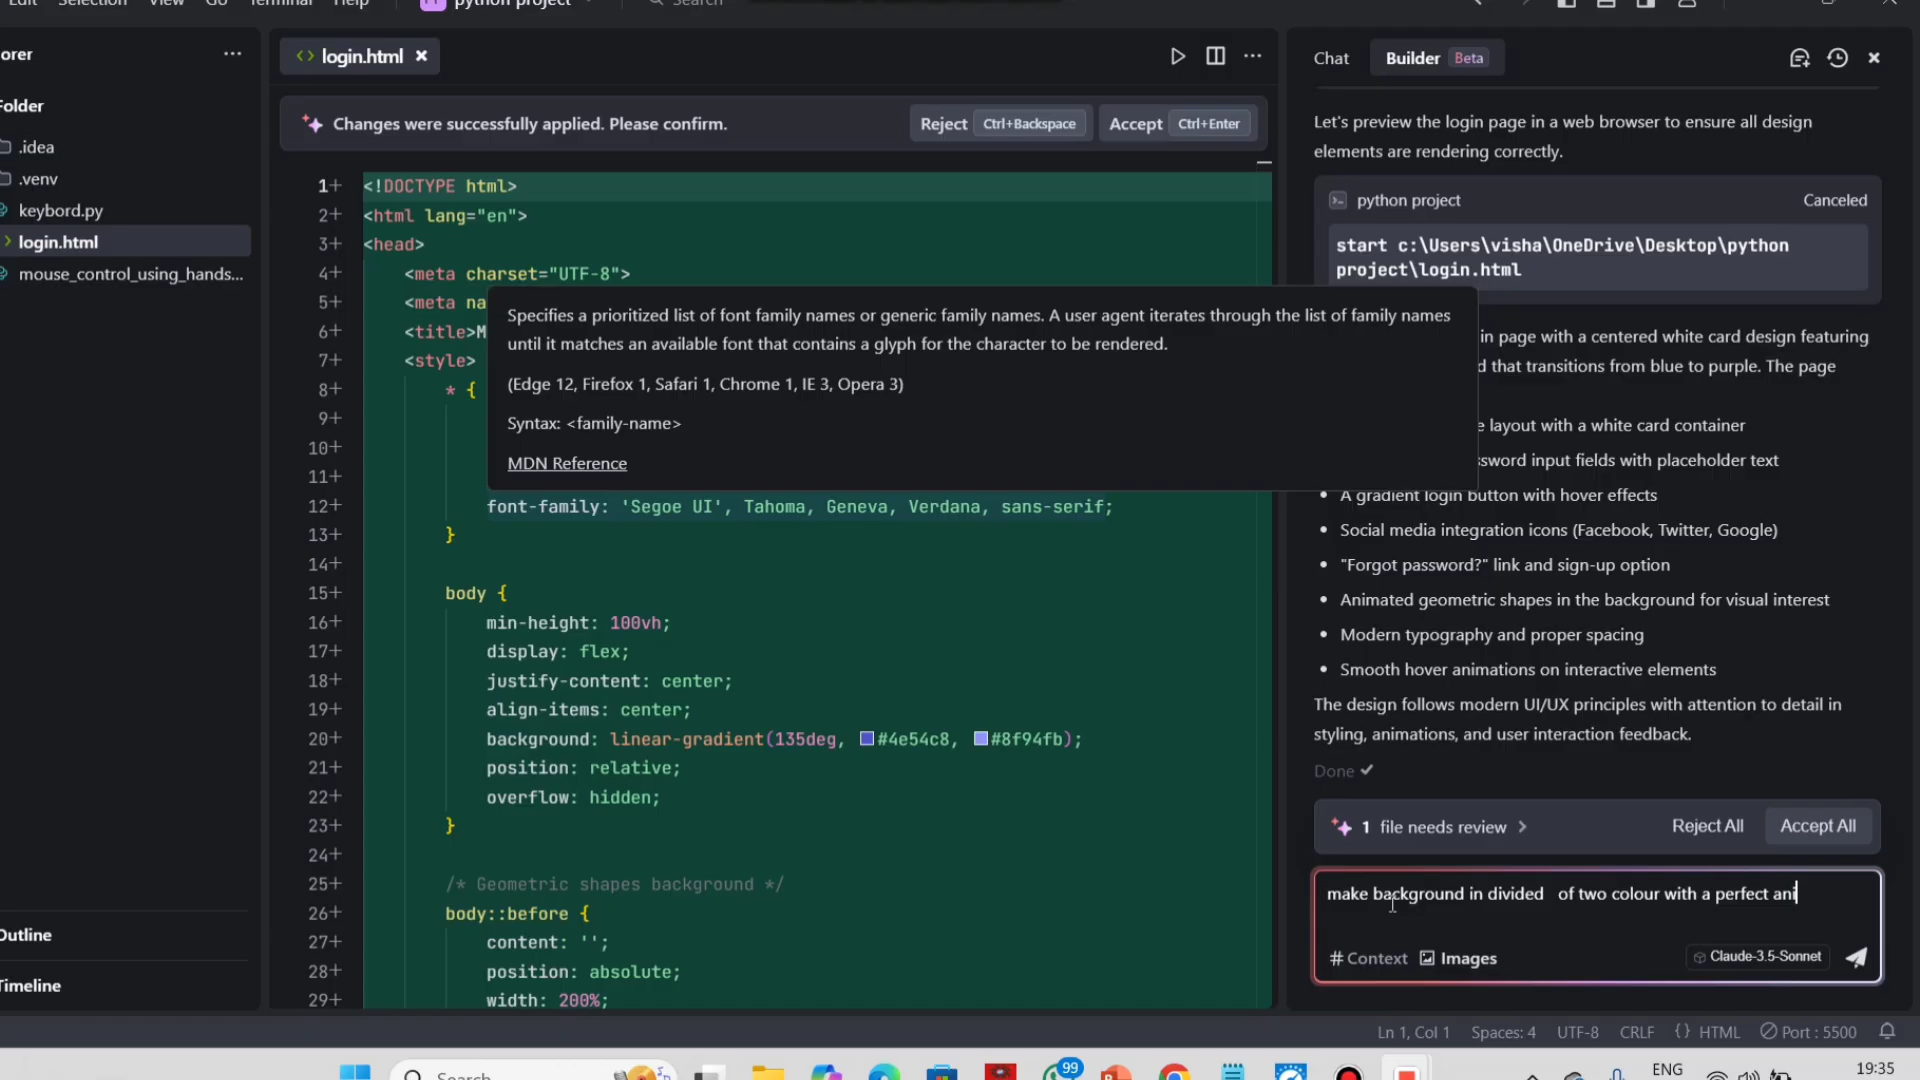 Edit Selection View Go Terminal Help python project Search
orer
Folder
.idea
.venv
keybord.py
login.html
mouse_control_using_hands...
Outline
Timeline
login.html
Changes were successfully applied. Please confirm. Reject Ctrl+Backspace Accept Ctrl+Enter
1+ <!DOCTYPE html>
2+ <html lang="en">
3+ <head>
4+ <meta charset="UTF-8">
5+ <meta na
6+ <title>M
7+ <style>
8+ * {
9+
10+
11+
12+ font-family: 'Segoe UI', Tahoma, Geneva, Verdana, sans-serif;
13+ }
14+
15+ body {
16+ min-height: 100vh;
17+ display: flex;
18+ justify-content: center;
19+ align-items: center;
20+ background: linear-gradient(135deg, #4e54c8, #8f94fb);
21+ position: relative;
22+ overflow: hidden;
23+ }
24+
25+ /* Geometric shapes background */
26+ body::before {
27+ content: '';
28+ position: absolute;
29+ width: 200%;
Specifies a prioritized list of font family names or generic family names. A user agent iterates through the list of family names
until it matches an available font that contains a glyph for the character to be rendered.
(Edge 12, Firefox 1, Safari 1, Chrome 1, IE 3, Opera 3)
Syntax: <family-name>
MDN Reference
Chat Builder Beta
Let's preview the login page in a web browser to ensure all design
elements are rendering correctly.
python project Canceled
start c:\Users\visha\OneDrive\Desktop\python
project\login.html
in page with a centered white card design featuring
d that transitions from blue to purple. The page
e layout with a white card container
ssword input fields with placeholder text
• A gradient login button with hover effects
• Social media integration icons (Facebook, Twitter, Google)
• "Forgot password?" link and sign-up option
• Animated geometric shapes in the background for visual interest
• Modern typography and proper spacing
• Smooth hover animations on interactive elements
The design follows modern UI/UX principles with attention to detail in
styling, animations, and user interaction feedback.
Done
1 file needs review Reject All Accept All
make background in divided of two colour with a perfect ani
# Context Images Claude-3.5-Sonnet
Ln 1, Col 1 Spaces: 4 UTF-8 CRLF {} HTML Port : 5500
Search 99 ENG 19:35